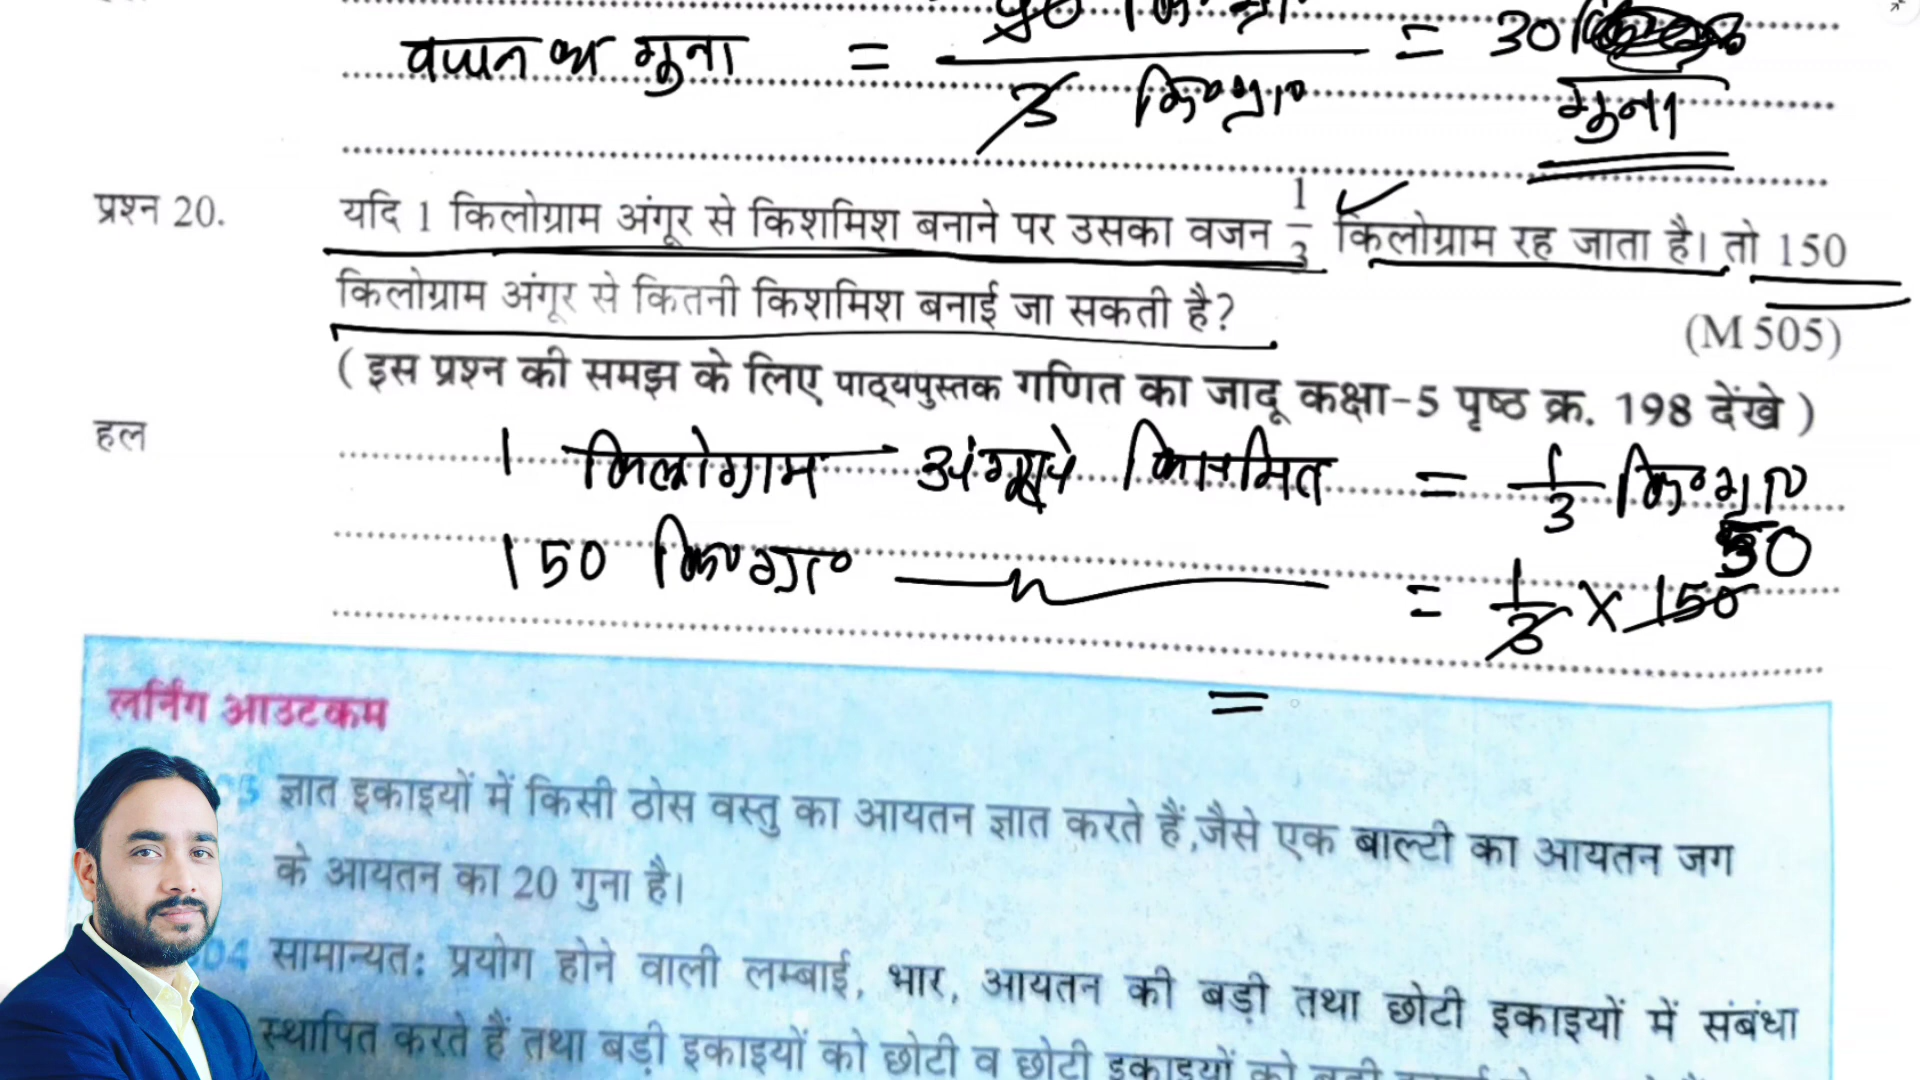 वजन का गुना = 90 कि.ग्रा. / 3 कि॰ग्रा॰ = 30
गुना
प्रश्न 20. यदि 1 किलोग्राम अंगूर से किशमिश बनाने पर उसका वजन 1/3 किलोग्राम रह जाता है। तो 150
किलोग्राम अंगूर से कितनी किशमिश बनाई जा सकती है?
(M 505)
( इस प्रश्न की समझ के लिए पाठ्यपुस्तक गणित का जादू कक्षा-5 पृष्ठ क्र. 198 देंखे )
हल 1 किलोग्राम = 1/3 कि॰ग्रा॰
50
150 कि॰ग्रा॰ = 1/3 × 150
=
लर्निंग आउटकम
ज्ञात इकाइयों में किसी ठोस वस्तु का आयतन ज्ञात करते हैं,जैसे एक बाल्टी का आयतन जग
के आयतन का 20 गुना है।
04 सामान्यत: प्रयोग होने वाली लम्बाई, भार, आयतन की बड़ी तथा छोटी इकाइयों में संबंधा
स्थापित करते हैं तथा बड़ी इकाइयों को छोटी व छोटी इकाइयों को बड़ी